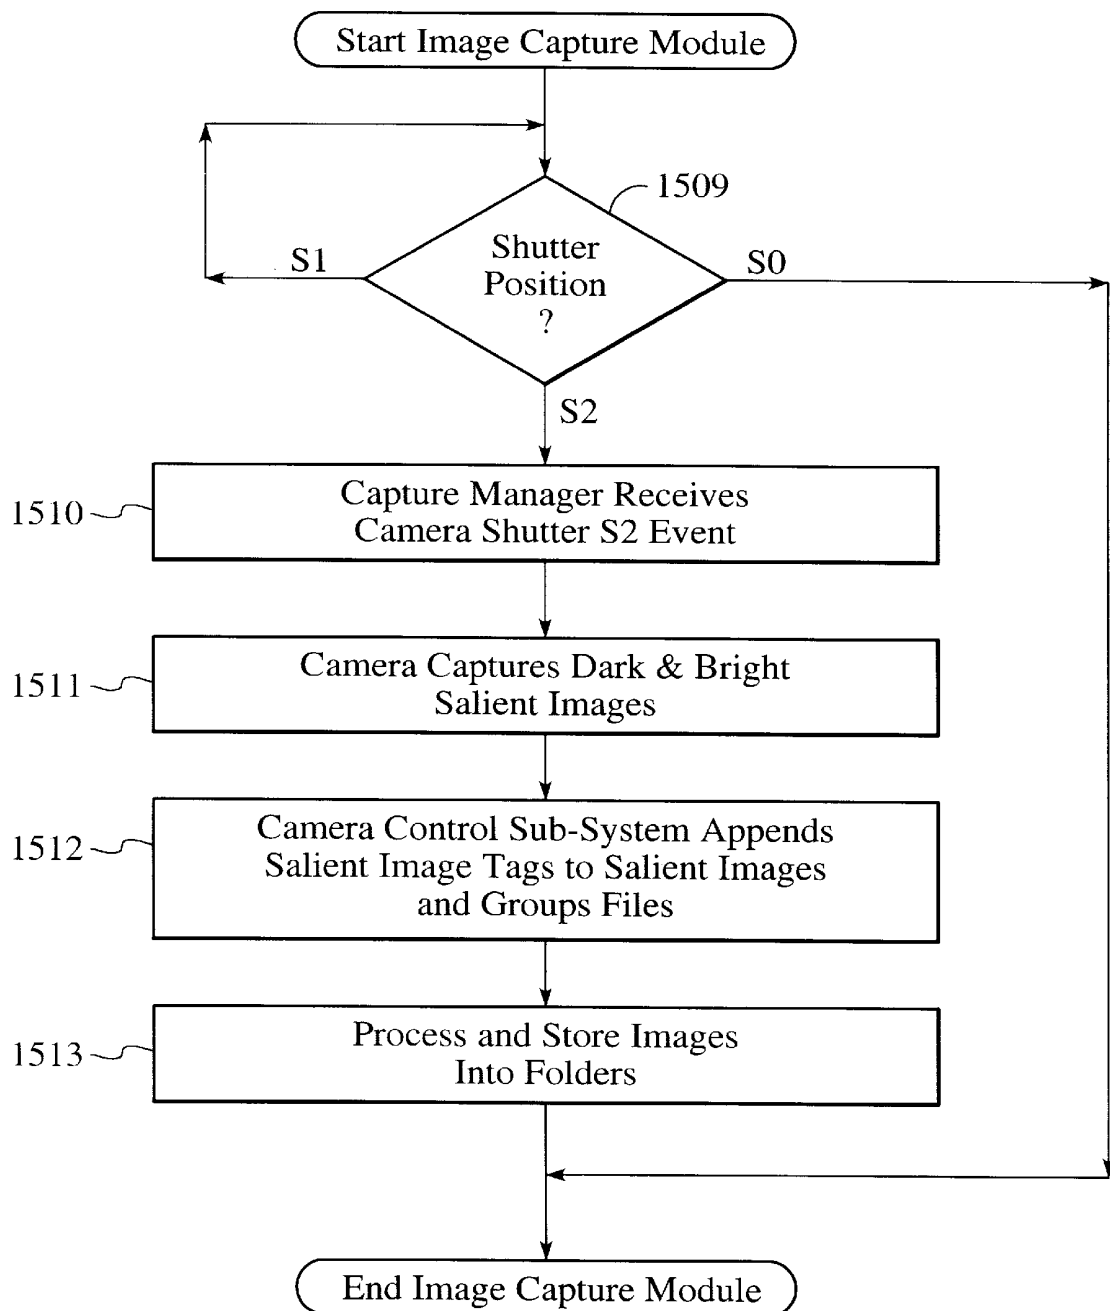 Start Image Capture Module
1509
Shutter
Position
?
S1
S0
S2
1510
Capture Manager Receives
Camera Shutter S2 Event
1511
Camera Captures Dark & Bright
Salient Images
1512
Camera Control Sub-System Appends
Salient Image Tags to Salient Images
and Groups Files
1513
Process and Store Images
Into Folders
End Image Capture Module